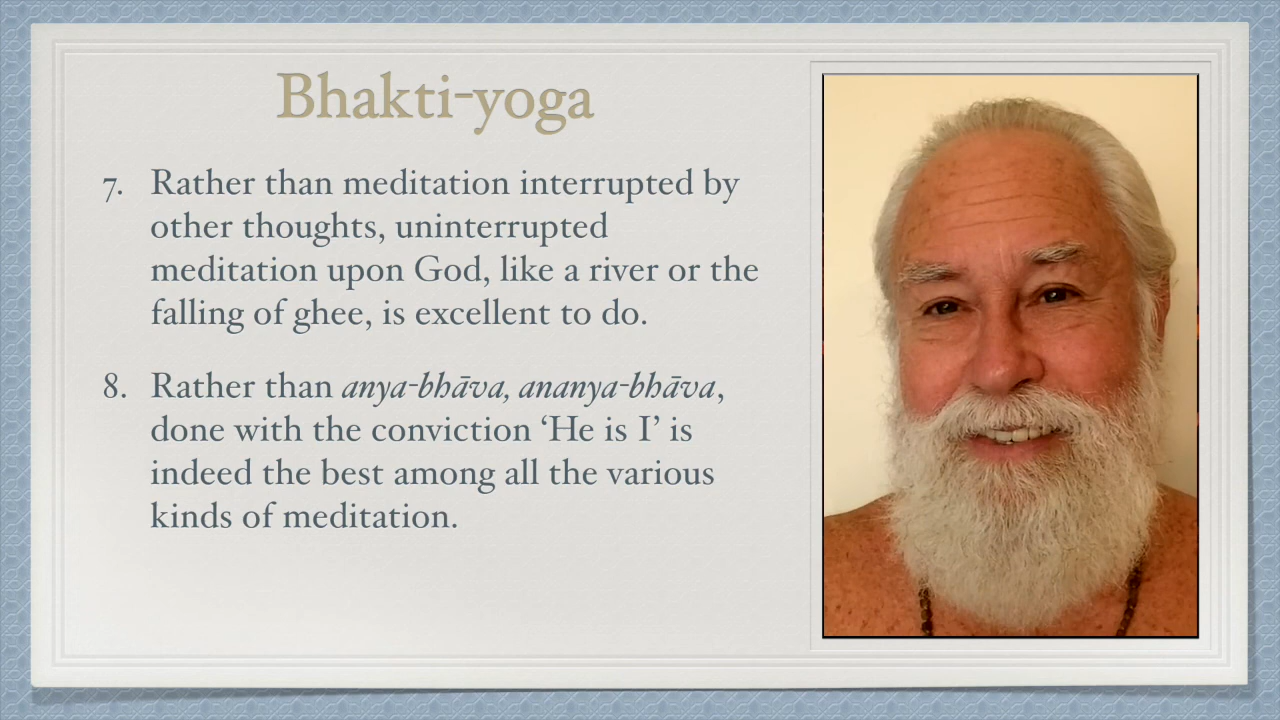 Bhakti-yoga
7. Rather than meditation interrupted by
other thoughts, uninterrupted
meditation upon God, like a river or the
falling of ghee, is excellent to do.
8. Rather than anya-bhāva, ananya-bhāva,
done with the conviction ‘He is I’ is
indeed the best among all the various
kinds of meditation.